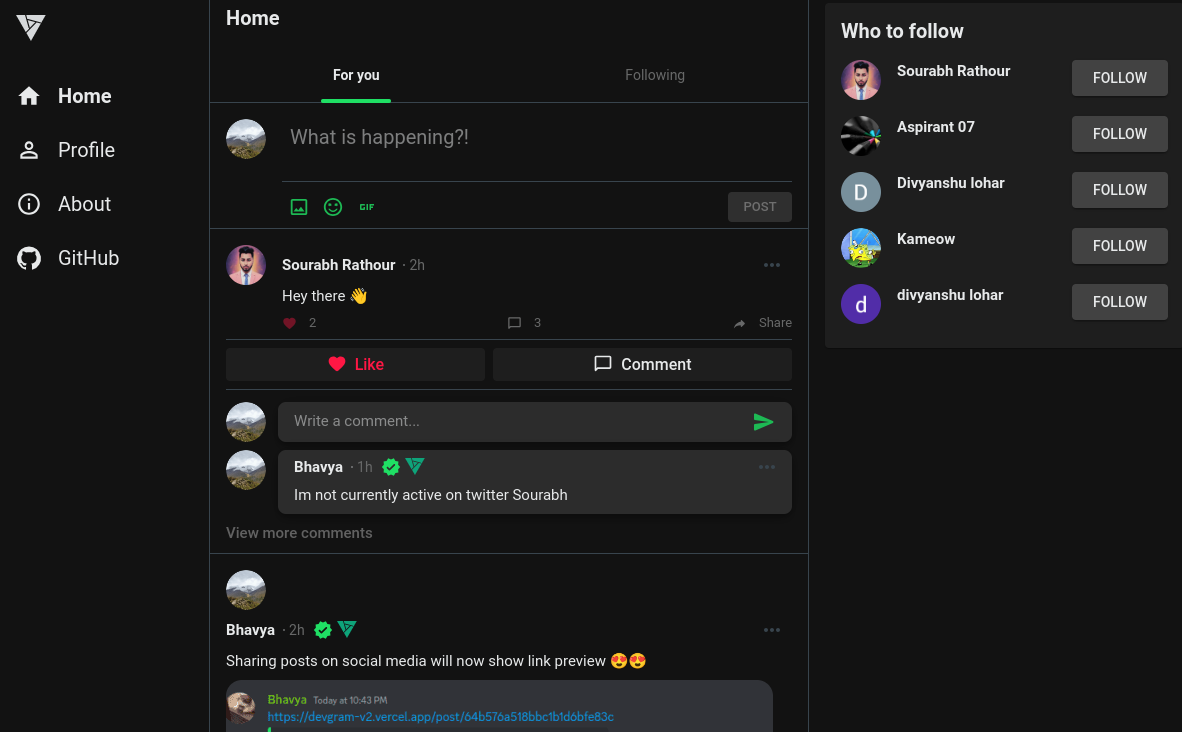 Home
Profile
About
GitHub
Home
For you
Following
What is happening?!
GIF
POST
Sourabh Rathour · 2h
Hey there 👋
2
3
Share
Like
Comment
Write a comment...
Bhavya · 1h
Im not currently active on twitter Sourabh
View more comments
Bhavya · 2h
Sharing posts on social media will now show link preview 😍😍
Bhavya Today at 10:43 PM
https://devgram-v2.vercel.app/post/64b576a518bbc1b1d6bfe83c
Who to follow
Sourabh Rathour FOLLOW
Aspirant 07 FOLLOW
D Divyanshu lohar FOLLOW
Kameow FOLLOW
d divyanshu lohar FOLLOW